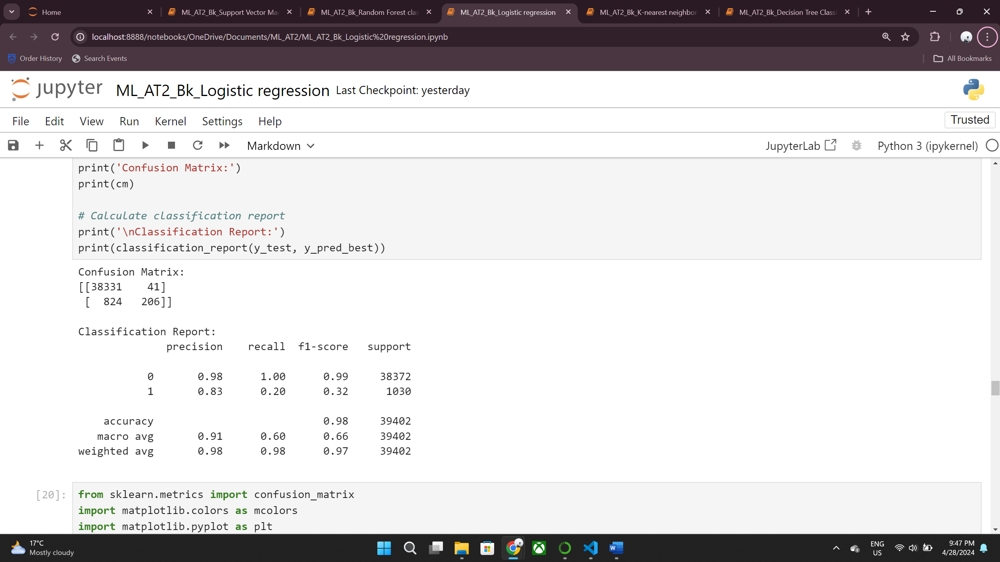 Home
ML_AT2_Bk_Support Vector Mac
ML_AT2_Bk_Random Forest clas
ML_AT2_Bk_Logistic regression
ML_AT2_Bk_K-nearest neighbor
ML_AT2_Bk_Decision Tree Classi
localhost:8888/notebooks/OneDrive/Documents/ML_AT2/ML_AT2_Bk_Logistic%20regression.ipynb
Order History
Search Events
All Bookmarks
jupyter
ML_AT2_Bk_Logistic regression
Last Checkpoint: yesterday
File Edit View Run Kernel Settings Help
Trusted
Markdown
JupyterLab
Python 3 (ipykernel)
print('Confusion Matrix:')
print(cm)
# Calculate classification report
print('\nClassification Report:')
print(classification_report(y_test, y_pred_best))
Confusion Matrix:
[[38331    41]
 [  824   206]]
Classification Report:
              precision    recall  f1-score   support
           0       0.98      1.00      0.99     38372
           1       0.83      0.20      0.32      1030
    accuracy                           0.98     39402
   macro avg       0.91      0.60      0.66     39402
weighted avg       0.98      0.98      0.97     39402
[20]:
from sklearn.metrics import confusion_matrix
import matplotlib.colors as mcolors
import matplotlib.pyplot as plt
17°C
Mostly cloudy
W
ENG
US
9:47 PM
4/28/2024